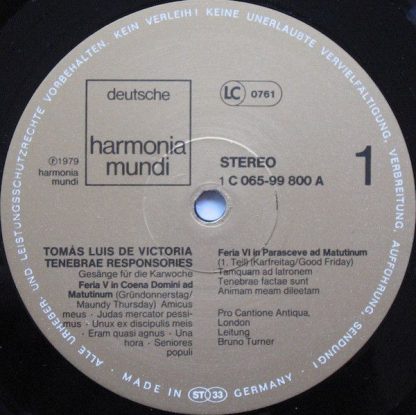 ALLE URHEBER- UND LEISTUNGSSCHUTZRECHTE VORBEHALTEN. KEIN VERLEIH! KEINE UNERLAUBTE VERVIELFÄLTIGUNG, VERBREITUNG, AUFFÜHRUNG, SENDUNG!
deutsche
harmonia
mundi
LC 0761
℗ 1979
harmonia
mundi
STEREO
1 C 065-99 800 A
1
TOMÁS LUIS DE VICTORIA
TENEBRAE RESPONSORIES
Gesänge für die Karwoche
Feria V in Coena Domini ad
Matutinum (Gründonnerstag/
Maundy Thursday) Amicus
meus · Judas mercator pessi-
mus · Unux ex discipulis meis
· Eram quasi agnus · Una
hora · Seniores
populi
Feria VI in Parasceve ad Matutinum
(1. Teil) (Karfreitag/Good Friday)
Tamquam ad latronem
Tenebrae factae sunt
Animam meam dileetam
Pro Cantione Antiqua,
London
Leitung
Bruno Turner
MADE IN ST 33 GERMANY